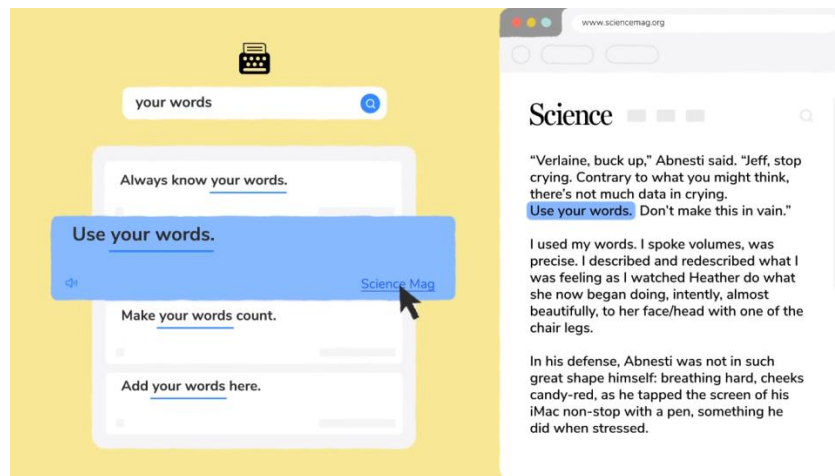 your words
Always know your words.
Use your words.
Science Mag
Make your words count.
Add your words here.
www.sciencemag.org
Science
“Verlaine, buck up,” Abnesti said. “Jeff, stop
crying. Contrary to what you might think,
there’s not much data in crying.
Use your words. Don’t make this in vain.”
I used my words. I spoke volumes, was
precise. I described and redescribed what I
was feeling as I watched Heather do what
she now began doing, intently, almost
beautifully, to her face/head with one of the
chair legs.
In his defense, Abnesti was not in such
great shape himself: breathing hard, cheeks
candy-red, as he tapped the screen of his
iMac non-stop with a pen, something he
did when stressed.